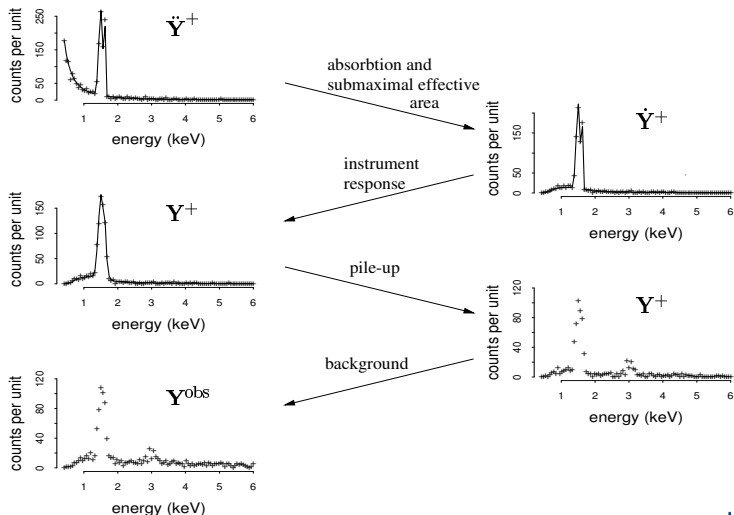 Ÿ+
counts per unit
250
150
50
0
1 2 3 4 5 6
energy (keV)
absorbtion and
submaximal effective
area
Ẏ+
counts per unit
150
50
0
1 2 3 4 5 6
energy (keV)
instrument
response
Y+
counts per unit
150
100
50
0
1 2 3 4 5 6
energy (keV)
pile-up
Y+
counts per unit
120
80
40
0
1 2 3 4 5 6
energy (keV)
background
Yobs
counts per unit
120
80
40
0
1 2 3 4 5 6
energy (keV)